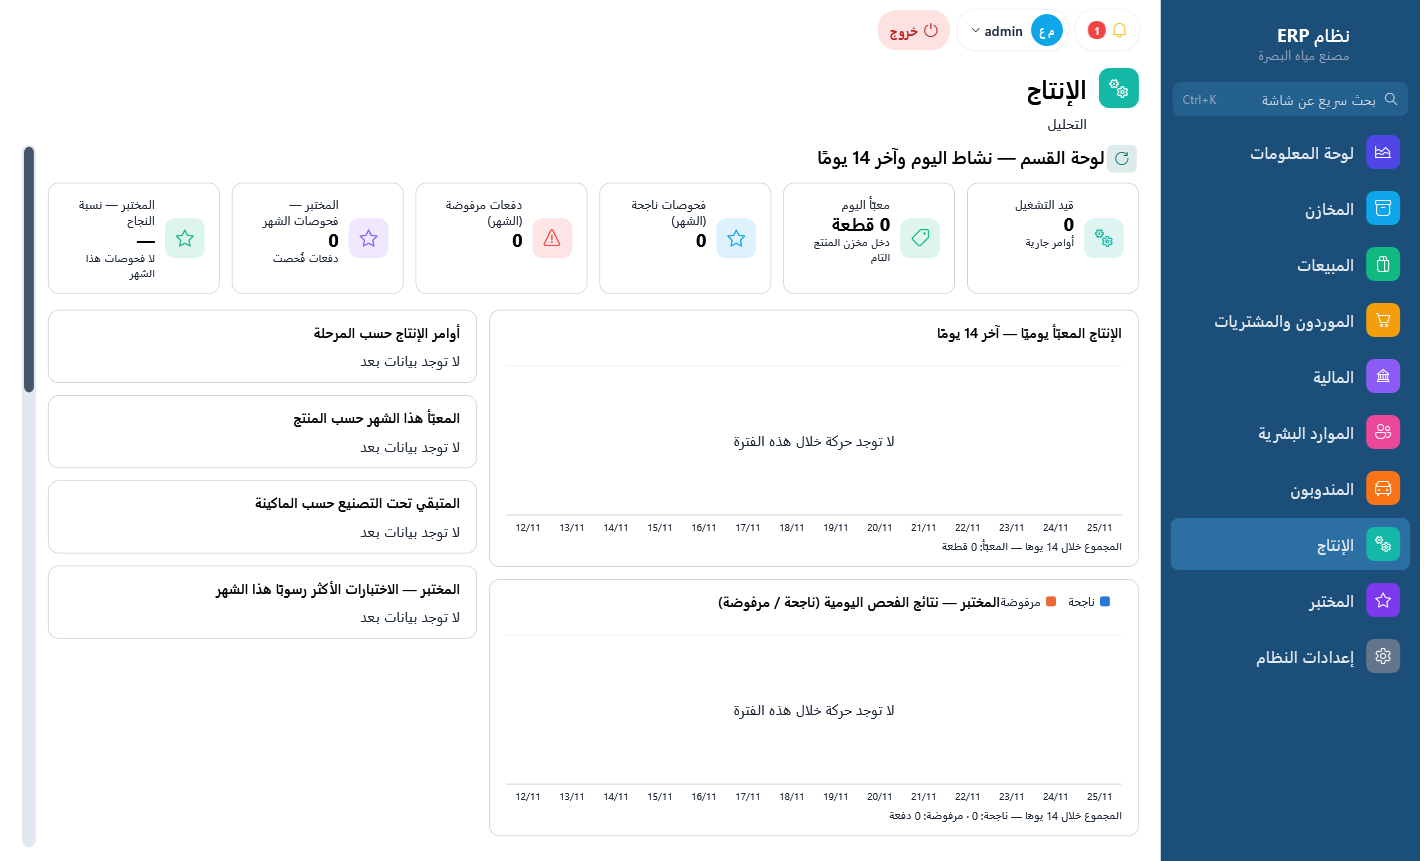 نظام ERP
مصنع مياه البصرة
بحث سريع عن شاشة
Ctrl+K
لوحة المعلومات
المخازن
المبيعات
الموردون والمشتريات
المالية
الموارد البشرية
المندوبون
الإنتاج
المختبر
إعدادات النظام
1
م ع
admin
خروج
الإنتاج
التحليل
لوحة القسم — نشاط اليوم وآخر 14 يومًا
قيد التشغيل
0
أوامر جارية
معبّأ اليوم
0 قطعة
دخل مخزن المنتج
التام
فحوصات ناجحة
(الشهر)
0
دفعات مرفوضة
(الشهر)
0
المختبر —
فحوصات الشهر
0
دفعات فُحصت
المختبر — نسبة
النجاح
—
لا فحوصات هذا
الشهر
الإنتاج المعبّأ يوميًا — آخر 14 يومًا
لا توجد حركة خلال هذه الفترة
12/11 13/11 14/11 15/11 16/11 17/11 18/11 19/11 20/11 21/11 22/11 23/11 24/11 25/11
المجموع خلال 14 يومًا — المعبّأ: 0 قطعة
المختبر — نتائج الفحص اليومية (ناجحة / مرفوضة)
ناجحة
مرفوضة
لا توجد حركة خلال هذه الفترة
12/11 13/11 14/11 15/11 16/11 17/11 18/11 19/11 20/11 21/11 22/11 23/11 24/11 25/11
المجموع خلال 14 يومًا — ناجحة: 0 · مرفوضة: 0 دفعة
أوامر الإنتاج حسب المرحلة
لا توجد بيانات بعد
المعبّأ هذا الشهر حسب المنتج
لا توجد بيانات بعد
المتبقي تحت التصنيع حسب الماكينة
لا توجد بيانات بعد
المختبر — الاختبارات الأكثر رسوبًا هذا الشهر
لا توجد بيانات بعد